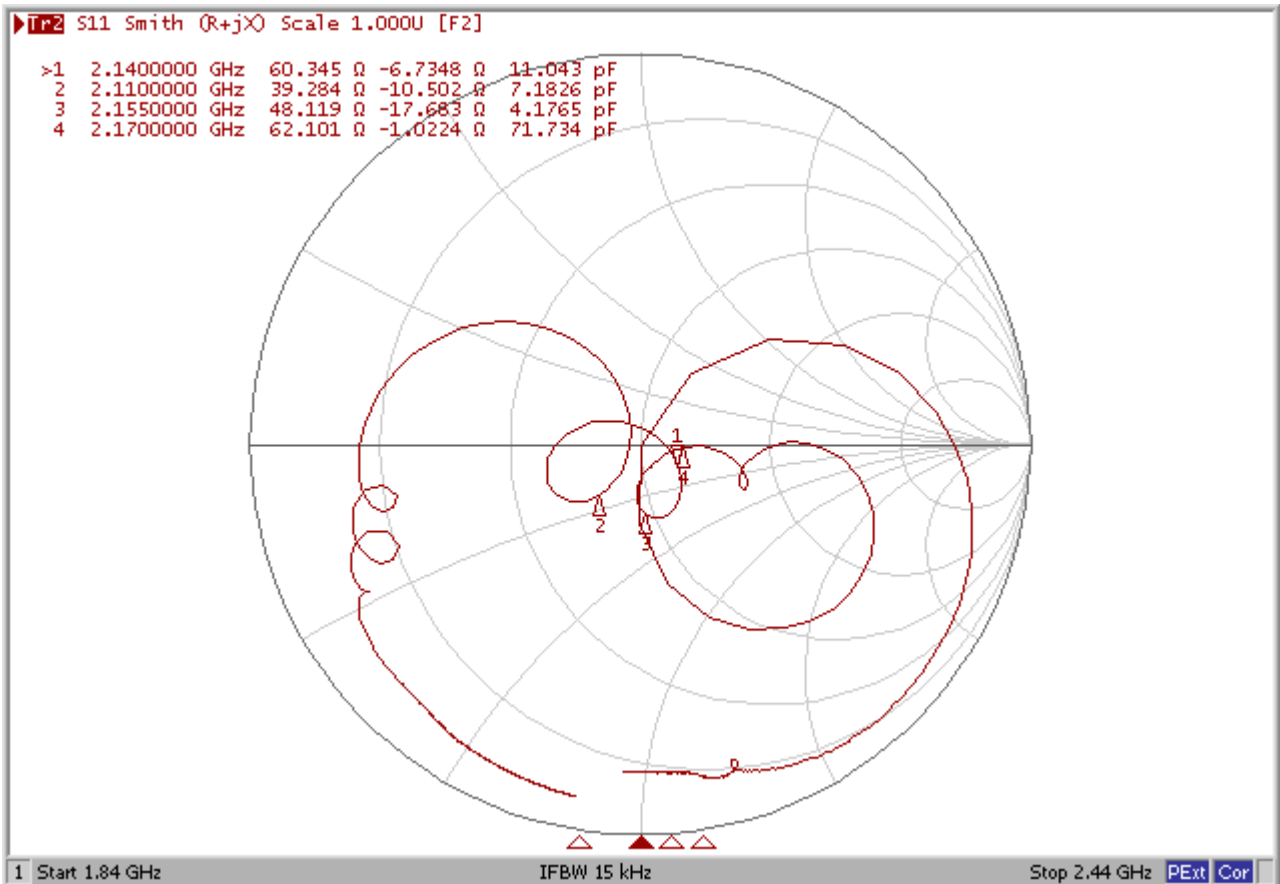 Tr2 S11 Smith (R+jX) Scale 1.000U [F2]
>1 2.1400000 GHz 60.345 Ω -6.7348 Ω 11.043 pF
2 2.1100000 GHz 39.284 Ω -10.502 Ω 7.1826 pF
3 2.1550000 GHz 48.119 Ω -17.683 Ω 4.1765 pF
4 2.1700000 GHz 62.101 Ω -1.0224 Ω 71.734 pF
1
4
2
3
1 Start 1.84 GHz IFBW 15 kHz Stop 2.44 GHz PExt Cor